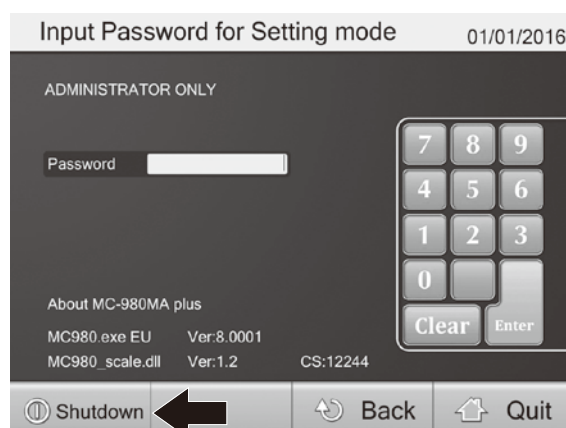 Input Password for Setting mode 01/01/2016
ADMINISTRATOR ONLY
Password
7 8 9
4 5 6
1 2 3
0
Clear Enter
About MC-980MA plus
MC980.exe EU Ver:8.0001
MC980_scale.dll Ver:1.2 CS:12244
Shutdown Back Quit